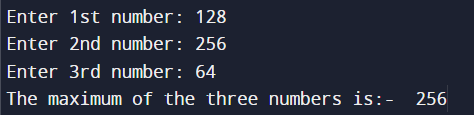 Enter 1st number: 128
Enter 2nd number: 256
Enter 3rd number: 64
The maximum of the three numbers is:-  256